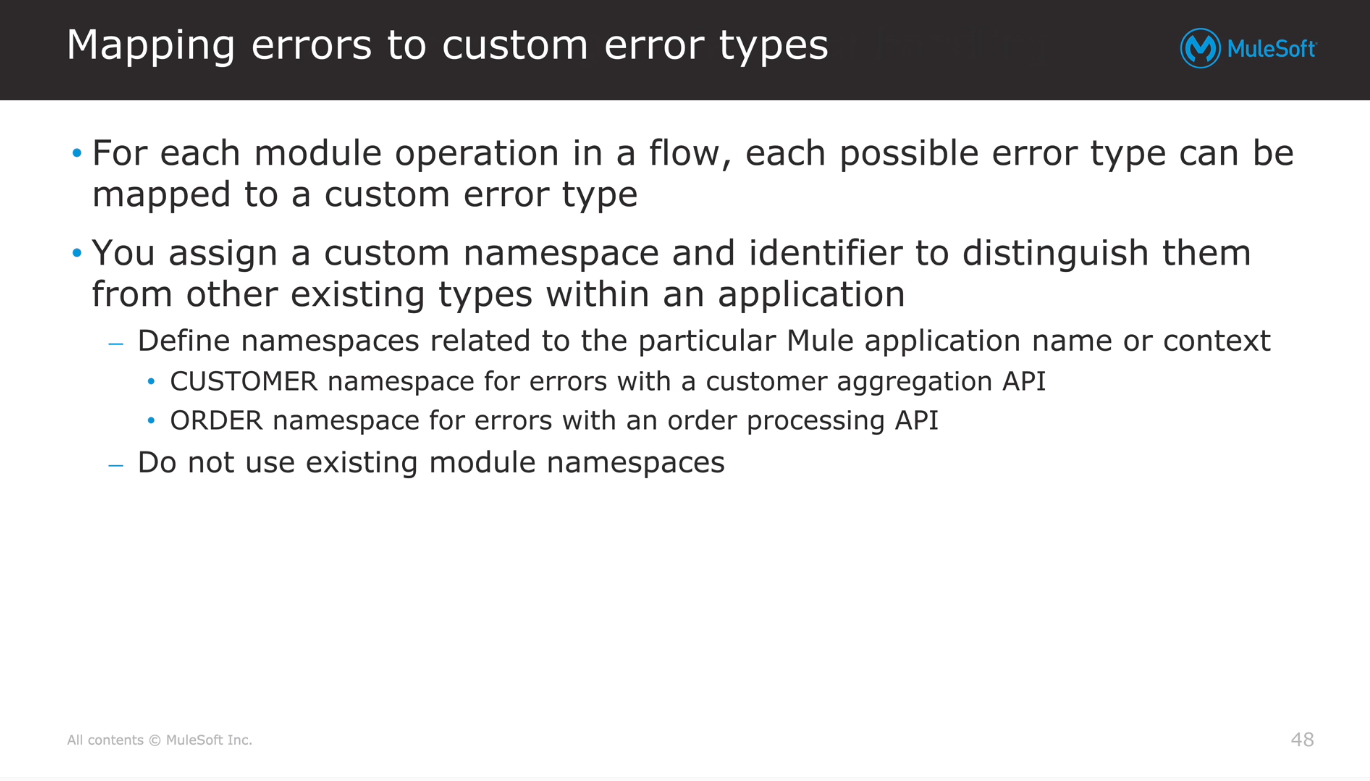 Mapping errors to custom error types
MuleSoft
• For each module operation in a flow, each possible error type can be
mapped to a custom error type
• You assign a custom namespace and identifier to distinguish them
from other existing types within an application
– Define namespaces related to the particular Mule application name or context
• CUSTOMER namespace for errors with a customer aggregation API
• ORDER namespace for errors with an order processing API
– Do not use existing module namespaces
All contents © MuleSoft Inc.
48